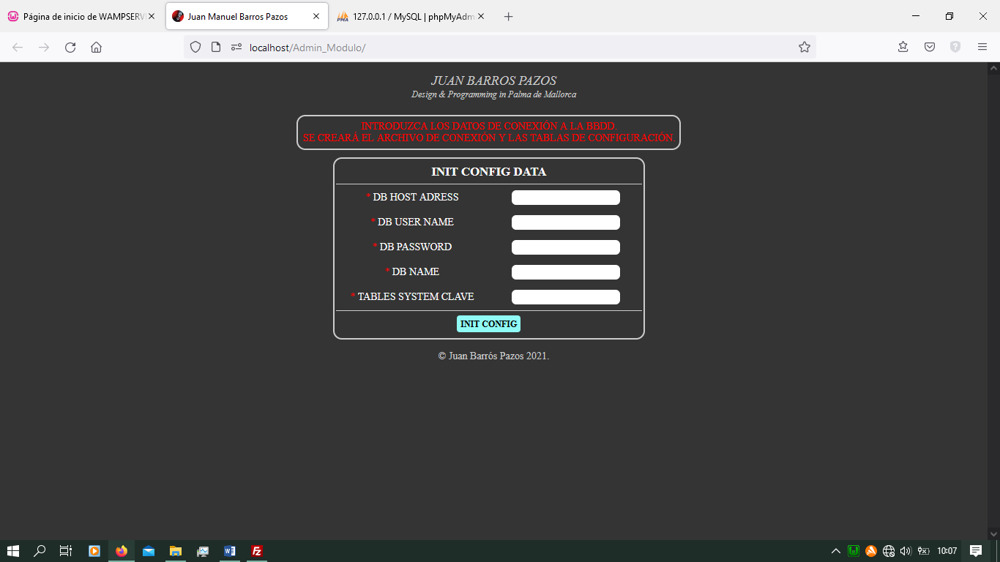 Página de inicio de WAMPSERV
Juan Manuel Barros Pazos
127.0.0.1 / MySQL | phpMyAdm
localhost/Admin_Modulo/
JUAN BARROS PAZOS
Design & Programming in Palma de Mallorca
INTRODUZCA LOS DATOS DE CONEXIÓN A LA BBDD.
SE CREARÁ EL ARCHIVO DE CONEXIÓN Y LAS TABLAS DE CONFIGURACIÓN.
INIT CONFIG DATA
* DB HOST ADRESS
* DB USER NAME
* DB PASSWORD
* DB NAME
* TABLES SYSTEM CLAVE
INIT CONFIG
© Juan Barrós Pazos 2021.
10:07